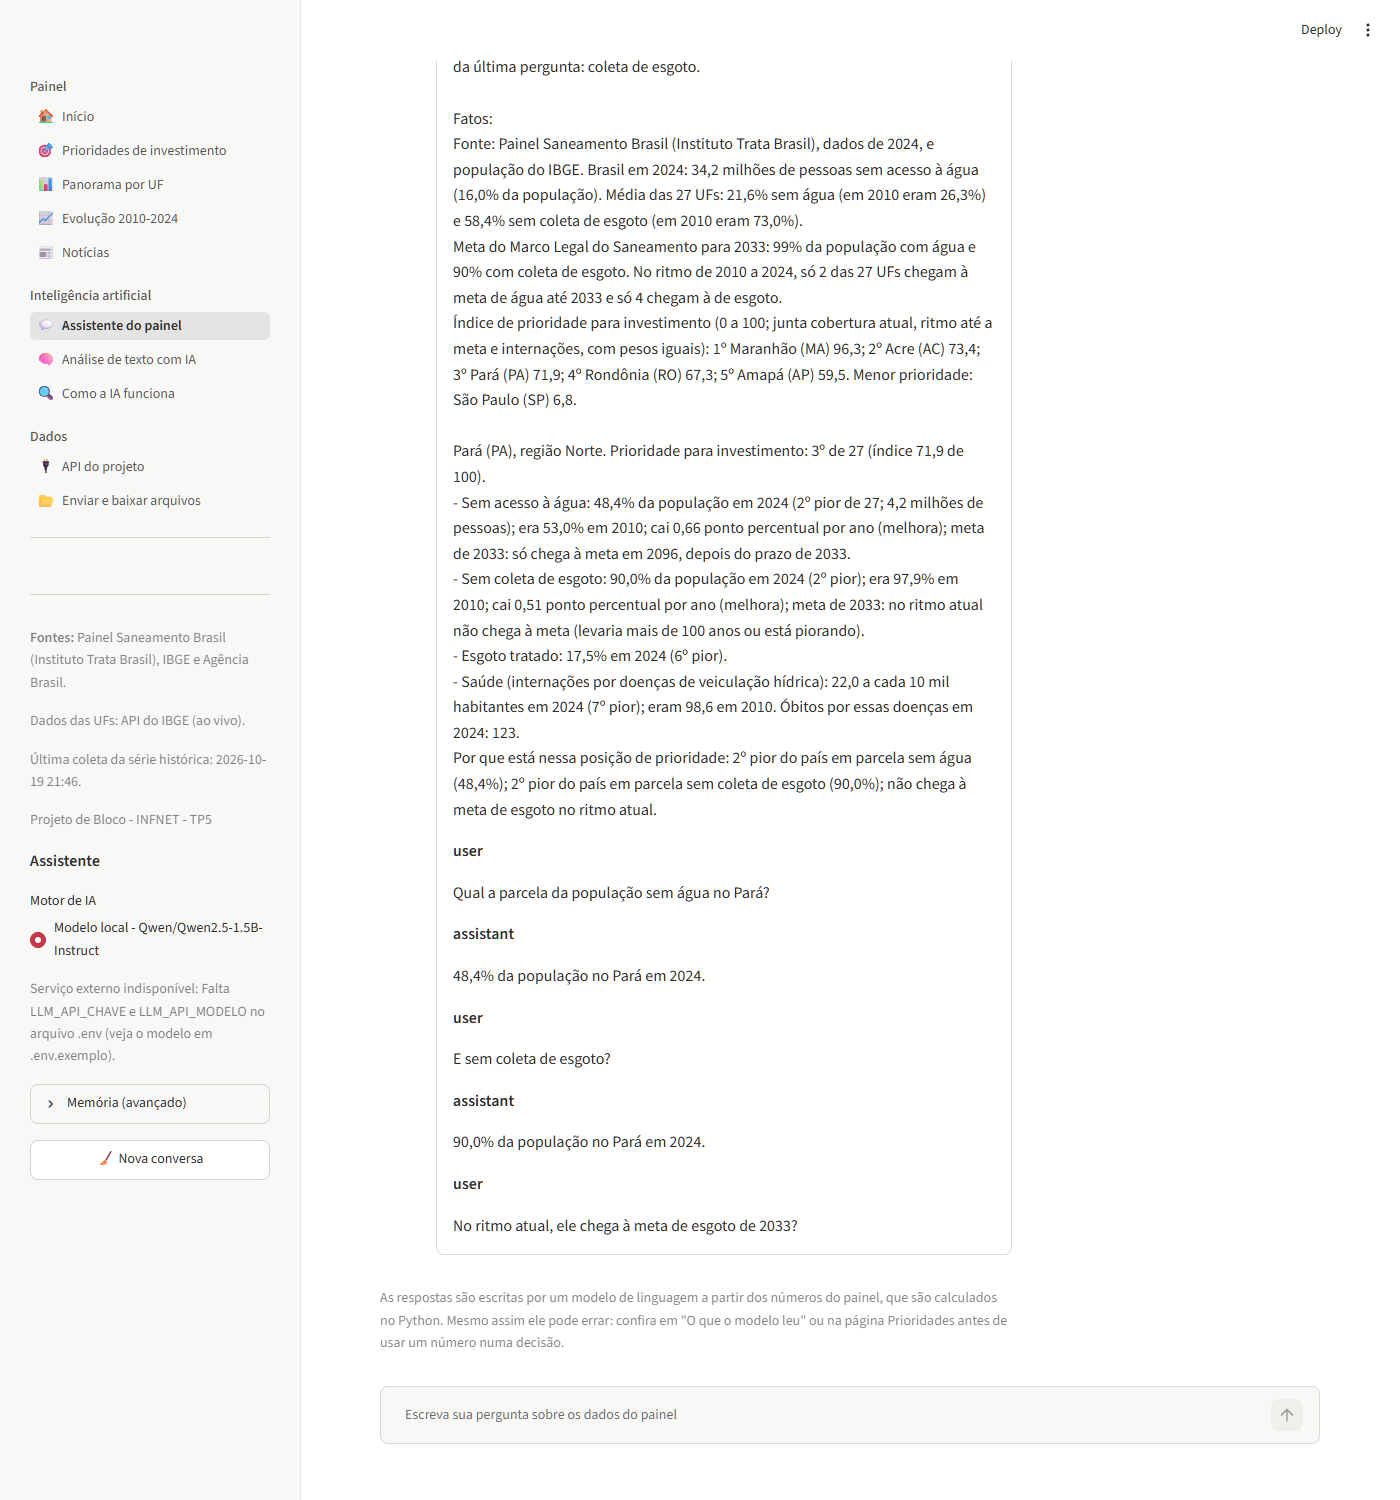 Deploy
Painel
Início
Prioridades de investimento
Panorama por UF
Evolução 2010-2024
Notícias
Inteligência artificial
Assistente do painel
Análise de texto com IA
Como a IA funciona
Dados
API do projeto
Enviar e baixar arquivos
Fontes: Painel Saneamento Brasil
(Instituto Trata Brasil), IBGE e Agência
Brasil.
Dados das UFs: API do IBGE (ao vivo).
Última coleta da série histórica: 2026-10-
19 21:46.
Projeto de Bloco - INFNET - TP5
Assistente
Motor de IA
Modelo local - Qwen/Qwen2.5-1.5B-
Instruct
Serviço externo indisponível: Falta
LLM_API_CHAVE e LLM_API_MODELO no
arquivo .env (veja o modelo em
.env.exemplo).
Memória (avançado)
Nova conversa
da última pergunta: coleta de esgoto.
Fatos:
Fonte: Painel Saneamento Brasil (Instituto Trata Brasil), dados de 2024, e
população do IBGE. Brasil em 2024: 34,2 milhões de pessoas sem acesso à água
(16,0% da população). Média das 27 UFs: 21,6% sem água (em 2010 eram 26,3%)
e 58,4% sem coleta de esgoto (em 2010 eram 73,0%).
Meta do Marco Legal do Saneamento para 2033: 99% da população com água e
90% com coleta de esgoto. No ritmo de 2010 a 2024, só 2 das 27 UFs chegam à
meta de água até 2033 e só 4 chegam à de esgoto.
Índice de prioridade para investimento (0 a 100; junta cobertura atual, ritmo até a
meta e internações, com pesos iguais): 1º Maranhão (MA) 96,3; 2º Acre (AC) 73,4;
3º Pará (PA) 71,9; 4º Rondônia (RO) 67,3; 5º Amapá (AP) 59,5. Menor prioridade:
São Paulo (SP) 6,8.
Pará (PA), região Norte. Prioridade para investimento: 3º de 27 (índice 71,9 de
100).
- Sem acesso à água: 48,4% da população em 2024 (2º pior de 27; 4,2 milhões de
pessoas); era 53,0% em 2010; cai 0,66 ponto percentual por ano (melhora); meta
de 2033: só chega à meta em 2096, depois do prazo de 2033.
- Sem coleta de esgoto: 90,0% da população em 2024 (2º pior); era 97,9% em
2010; cai 0,51 ponto percentual por ano (melhora); meta de 2033: no ritmo atual
não chega à meta (levaria mais de 100 anos ou está piorando).
- Esgoto tratado: 17,5% em 2024 (6º pior).
- Saúde (internações por doenças de veiculação hídrica): 22,0 a cada 10 mil
habitantes em 2024 (7º pior); eram 98,6 em 2010. Óbitos por essas doenças em
2024: 123.
Por que está nessa posição de prioridade: 2º pior do país em parcela sem água
(48,4%); 2º pior do país em parcela sem coleta de esgoto (90,0%); não chega à
meta de esgoto no ritmo atual.
user
Qual a parcela da população sem água no Pará?
assistant
48,4% da população no Pará em 2024.
user
E sem coleta de esgoto?
assistant
90,0% da população no Pará em 2024.
user
No ritmo atual, ele chega à meta de esgoto de 2033?
As respostas são escritas por um modelo de linguagem a partir dos números do painel, que são calculados
no Python. Mesmo assim ele pode errar: confira em "O que o modelo leu" ou na página Prioridades antes de
usar um número numa decisão.
Escreva sua pergunta sobre os dados do painel